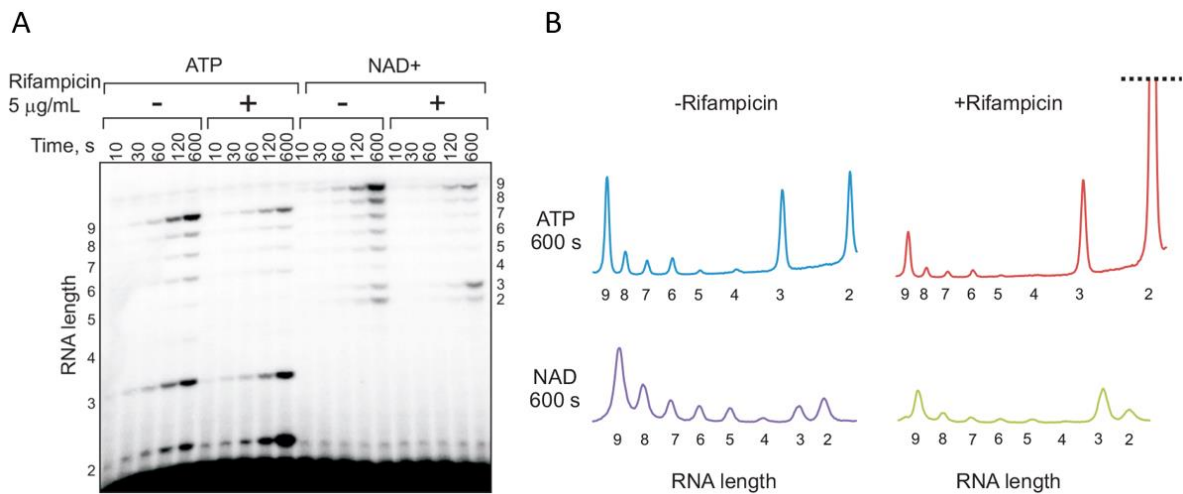 A
Rifampicin
5 μg/mL
ATP
NAD+
- + - +
Time, s
10 30 60 120 600 10 30 60 120 600 10 30 60 120 600 10 30 60 120 600
RNA length
9
8
7
6
5
4
3
2
9
8
7
6
5
4
3
2
B
-Rifampicin
+Rifampicin
ATP
600 s
9 8 7 6 5 4 3 2
9 8 7 6 5 4 3 2
NAD
600 s
9 8 7 6 5 4 3 2
9 8 7 6 5 4 3 2
RNA length
RNA length